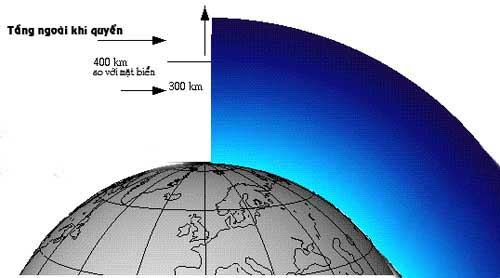 Tầng ngoài khí quyển
400 km
so với mặt biển
300 km